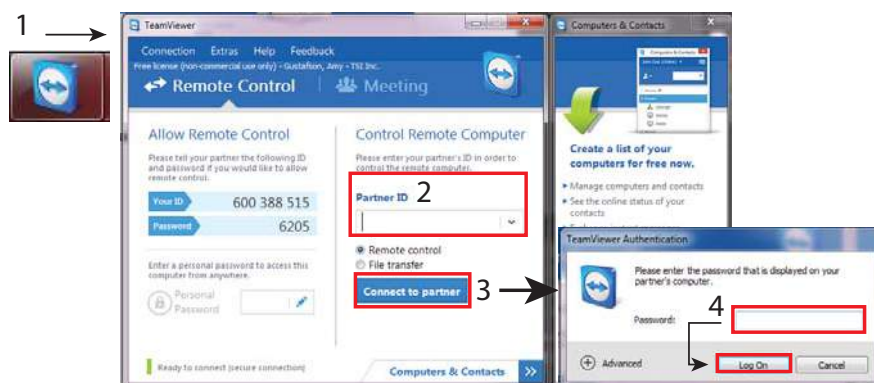 1
TeamViewer
Connection Extras Help Feedback
Free license (non-commercial use only) - Gustafson, Amy - TSI Inc.
Remote Control
Meeting
Allow Remote Control
Please tell your partner the following ID
and password if you would like to allow
remote control.
Your ID 600 388 515
Password 6205
Enter a personal password to access this
computer from anywhere.
Personal
Password
Ready to connect (secure connection)
Control Remote Computer
Please enter your partner's ID in order to
control the remote computer.
Partner ID 2
Remote control
File transfer
Connect to partner 3
Computers & Contacts
Computers & Contacts
Create a list of your
computers for free now.
Manage computers and contacts
See the online status of your
contacts
TeamViewer Authentication
Please enter the password that is displayed on your
partner's computer.
4
Password:
Advanced
Log On
Cancel